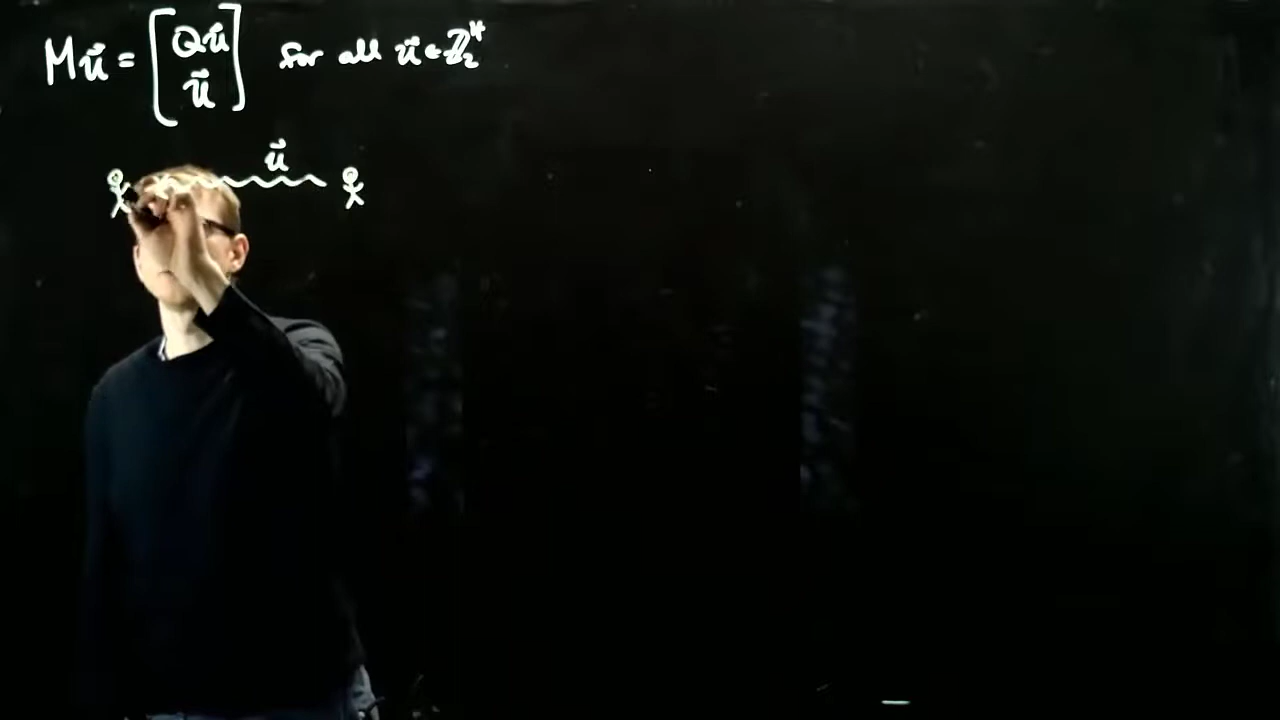 Mu⃗ = [Qu⃗ u⃗] for all u⃗ ∈ ℤ₂⁴
u⃗